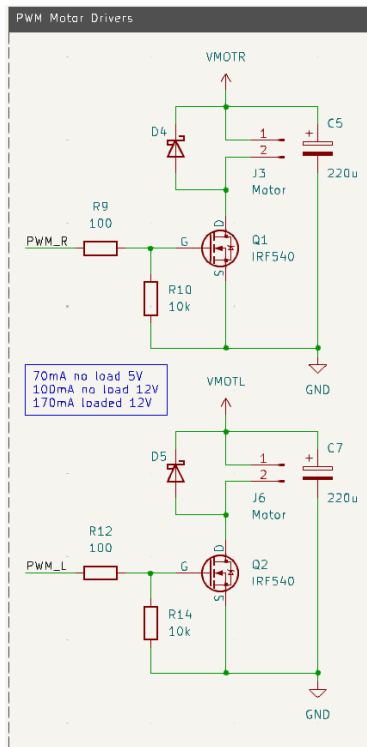 PWM Motor Drivers
VMOTR
D4
1
2
J3
Motor
C5
+
220u
R9
100
PWM_R
G
D
S
Q1
IRF540
R10
10k
GND
70mA no load 5V
100mA no load 12V
170mA loaded 12V
VMOTL
D5
1
2
J6
Motor
C7
+
220u
R12
100
PWM_L
G
D
S
Q2
IRF540
R14
10k
GND